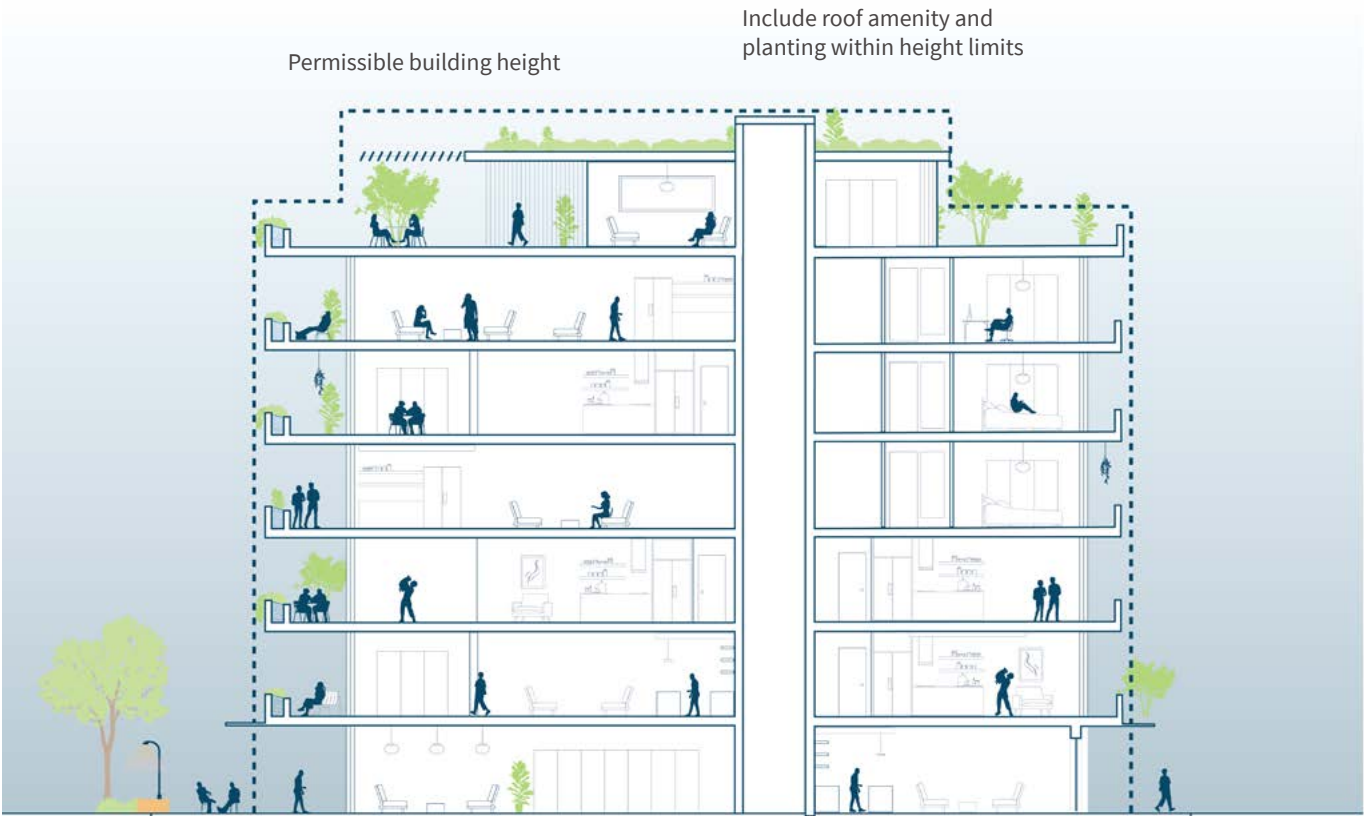 Include roof amenity and
planting within height limits
Permissible building height